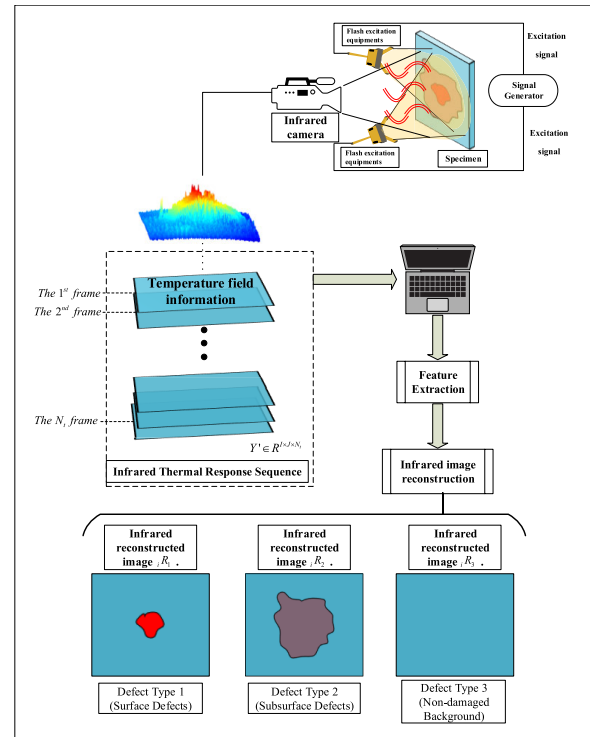 Flash excitation
equipments
Excitation
signal
Signal
Generator
Infrared
camera
Excitation
signal
Flash excitation
equipments
Specimen
Temperature field
information
The 1st frame
The 2nd frame
The Nt frame
Y' ∈ R^{I×J×Nt}
Infrared Thermal Response Sequence
Feature
Extraction
Infrared image
reconstruction
Infrared
reconstructed
image iR1 .
Infrared
reconstructed
image iR2 .
Infrared
reconstructed
image iR3 .
Defect Type 1
(Surface Defects)
Defect Type 2
(Subsurface Defects)
Defect Type 3
(Non-damaged
Background)